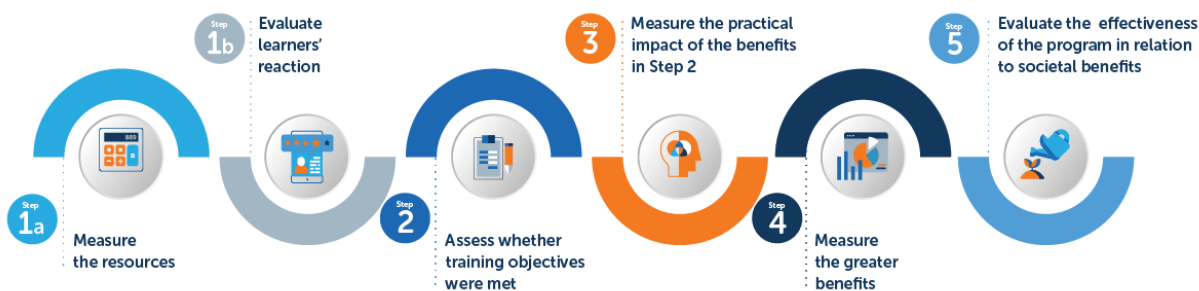 Step
1a
Measure
the resources
Step
1b
Evaluate
learners'
reaction
Step
2
Assess whether
training objectives
were met
Step
3
Measure the practical
impact of the benefits
in Step 2
Step
4
Measure
the greater
benefits
Step
5
Evaluate the effectiveness
of the program in relation
to societal benefits